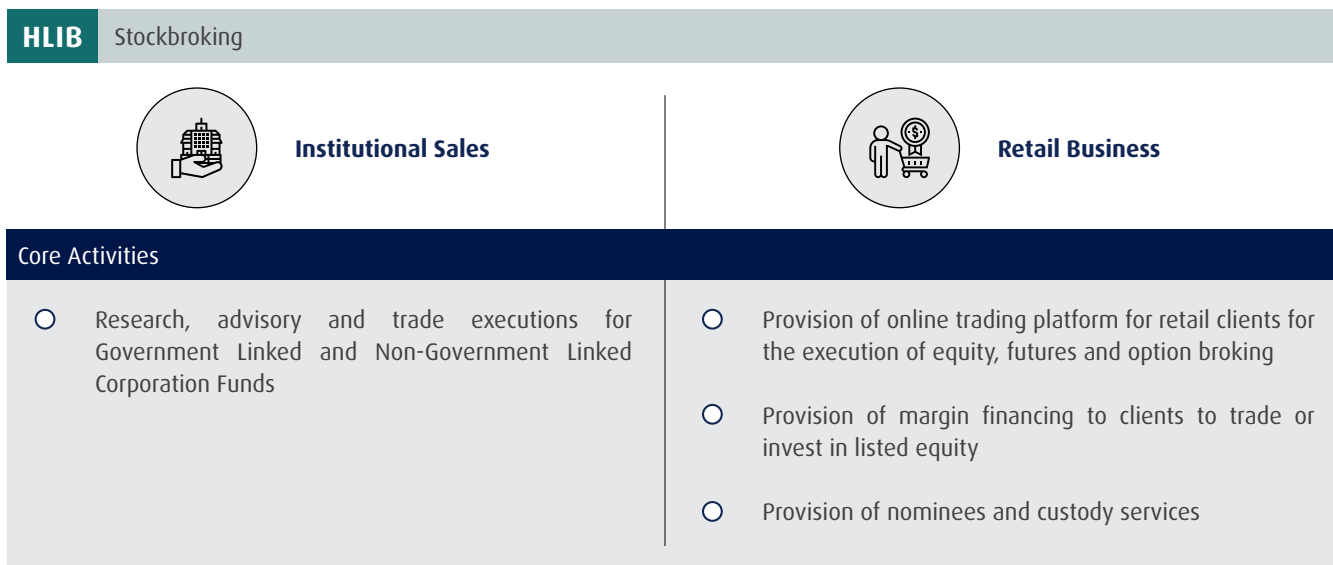 HLIB Stockbroking
Institutional Sales
Retail Business
Core Activities
Research, advisory and trade executions for
Government Linked and Non-Government Linked
Corporation Funds
Provision of online trading platform for retail clients for
the execution of equity, futures and option broking
Provision of margin financing to clients to trade or
invest in listed equity
Provision of nominees and custody services